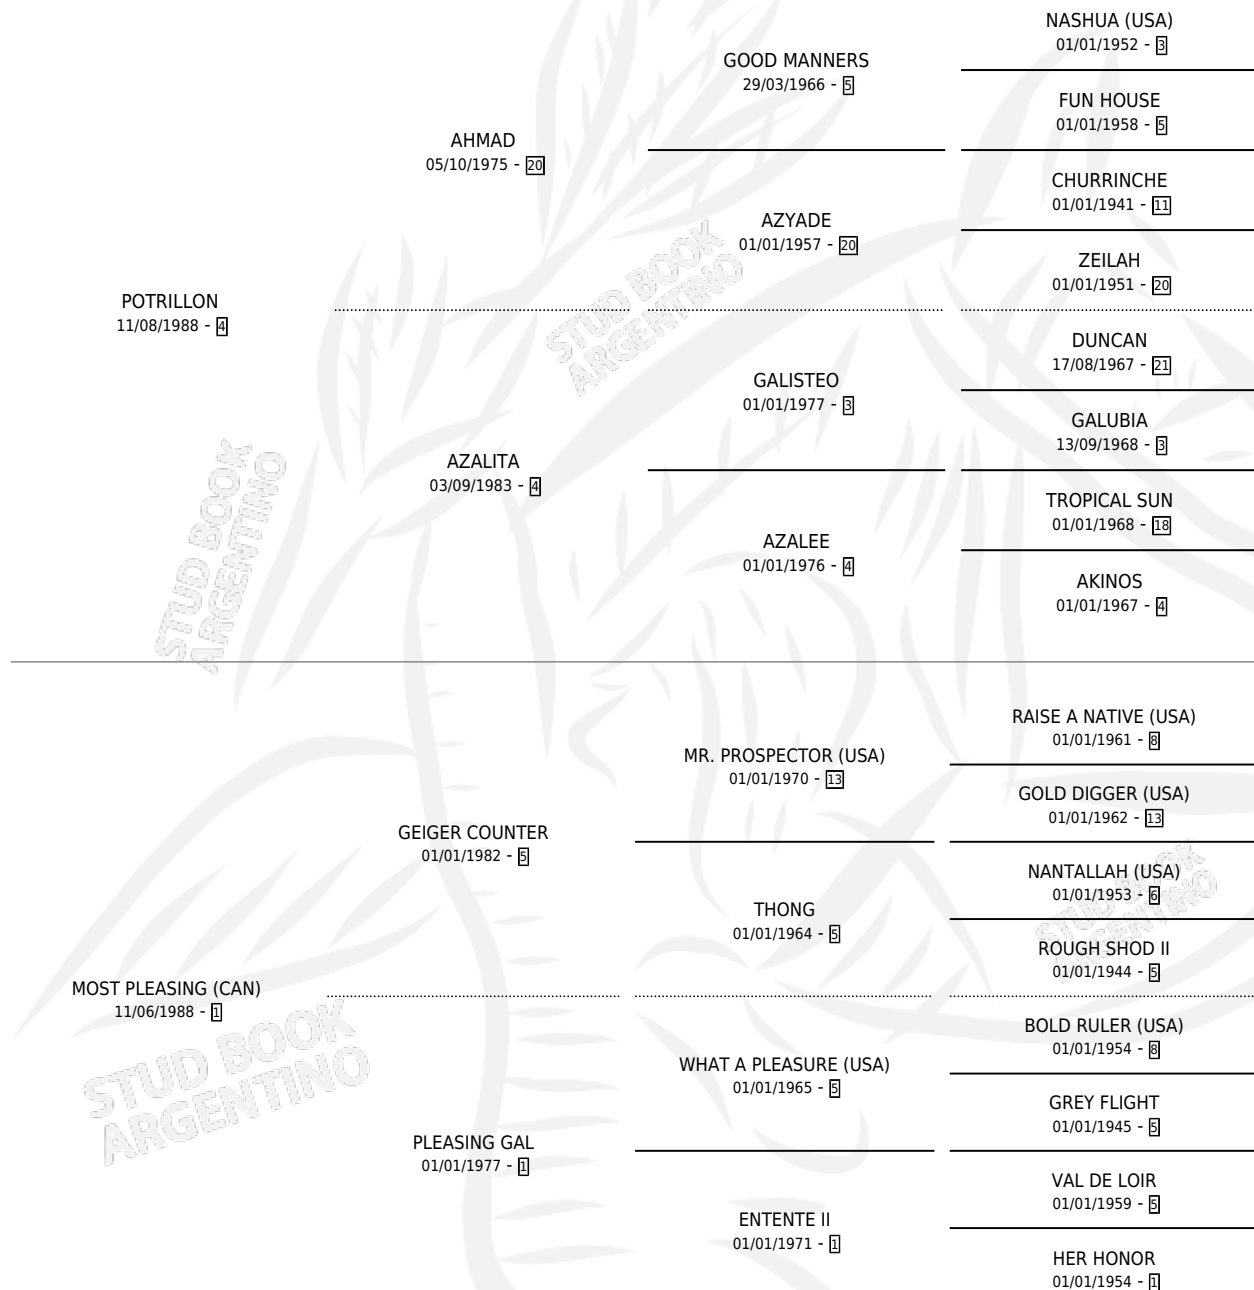 NASHUA (USA)
01/01/1952 - 3
GOOD MANNERS
29/03/1966 - 5
FUN HOUSE
01/01/1958 - 5
AHMAD
05/10/1975 - 20
CHURRINCHE
01/01/1941 - 11
AZYADE
01/01/1957 - 20
ZEILAH
01/01/1951 - 20
POTRILLON
11/08/1988 - 4
STUD BOOK
ARGENTINO
DUNCAN
17/08/1967 - 21
GALISTEO
01/01/1977 - 3
GALUBIA
13/09/1968 - 3
AZALITA
03/09/1983 - 4
TROPICAL SUN
01/01/1968 - 18
AZALEE
01/01/1976 - 4
AKINOS
01/01/1967 - 4
STUD BOOK
ARGENTINO
RAISE A NATIVE (USA)
01/01/1961 - 8
MR. PROSPECTOR (USA)
01/01/1970 - 13
GOLD DIGGER (USA)
01/01/1962 - 13
GEIGER COUNTER
01/01/1982 - 5
NANTALLAH (USA)
01/01/1953 - 6
THONG
01/01/1964 - 5
STUD BOOK
ARGENTINO
ROUGH SHOD II
01/01/1944 - 5
MOST PLEASING (CAN)
11/06/1988 - 1
STUD BOOK
ARGENTINO
BOLD RULER (USA)
01/01/1954 - 8
WHAT A PLEASURE (USA)
01/01/1965 - 5
GREY FLIGHT
01/01/1945 - 5
PLEASING GAL
01/01/1977 - 1
VAL DE LOIR
01/01/1959 - 5
ENTENTE II
01/01/1971 - 1
HER HONOR
01/01/1954 - 1